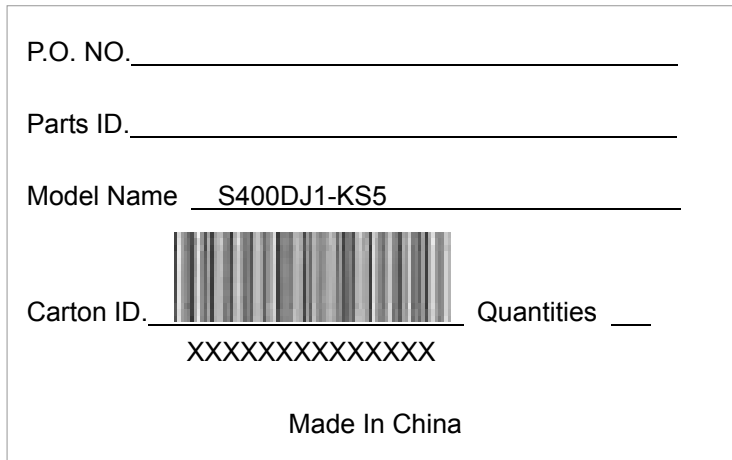 P.O. NO.
Parts ID.
Model Name S400DJ1-KS5
Carton ID. Quantities
XXXXXXXXXXXXXX
Made In China